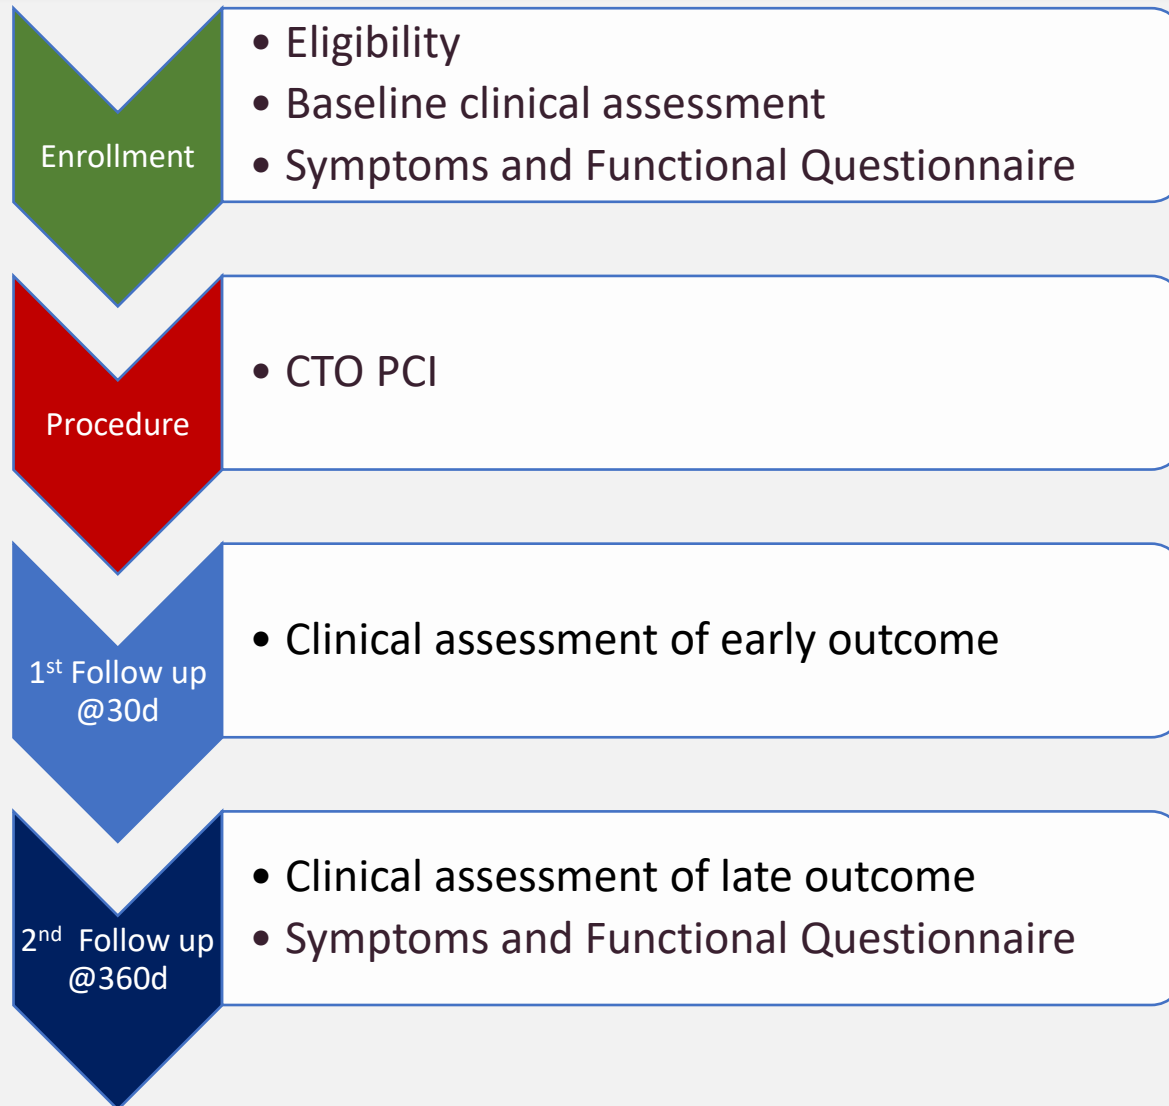 Enrollment
• Eligibility
• Baseline clinical assessment
• Symptoms and Functional Questionnaire
Procedure
• CTO PCI
1st Follow up
@30d
• Clinical assessment of early outcome
2nd Follow up
@360d
• Clinical assessment of late outcome
• Symptoms and Functional Questionnaire